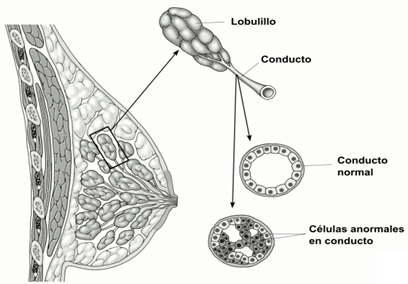 Lobulillo
Conducto
Conducto
normal
Células anormales
en conducto